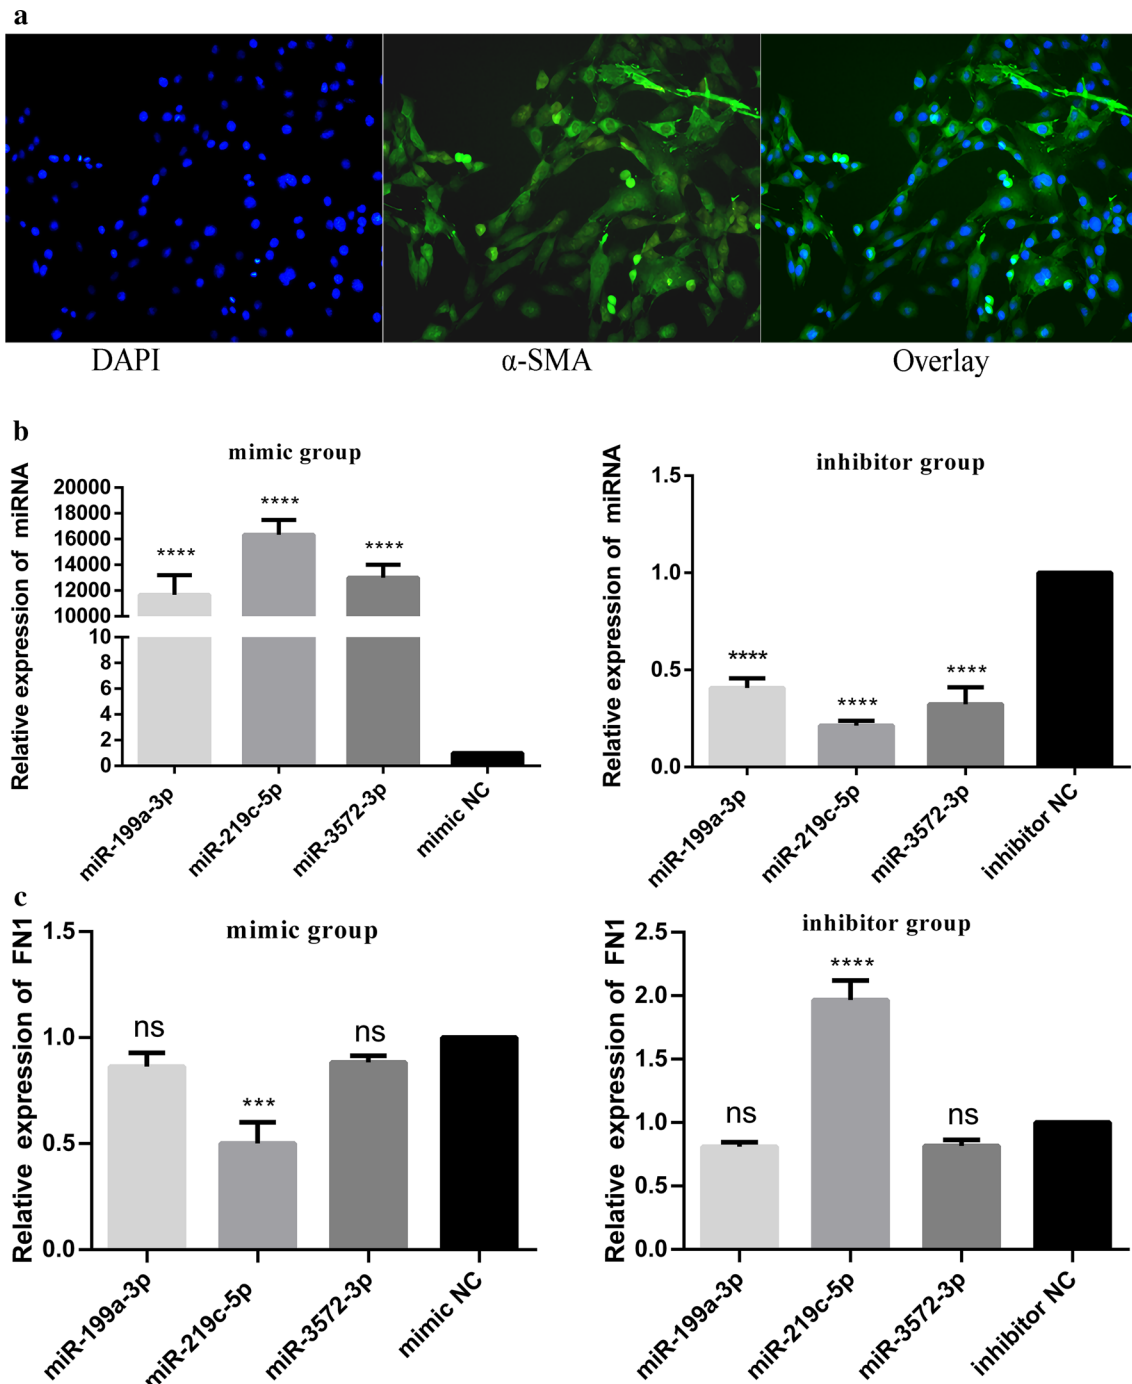 a
DAPI
α-SMA
Overlay
b
mimic group
Relative expression of miRNA
20000
18000
16000
14000
12000
10000
10
8
6
4
2
0
****
****
****
miR-199a-3p
miR-219c-5p
miR-3572-3p
mimic NC
inhibitor group
Relative expression of miRNA
1.5
1.0
0.5
0.0
****
****
****
miR-199a-3p
miR-219c-5p
miR-3572-3p
inhibitor NC
c
mimic group
Relative expression of FN1
1.5
1.0
0.5
0.0
ns
***
ns
miR-199a-3p
miR-219c-5p
miR-3572-3p
mimic NC
inhibitor group
Relative expression of FN1
2.5
2.0
1.5
1.0
0.5
0.0
ns
****
ns
miR-199a-3p
miR-219c-5p
miR-3572-3p
inhibitor NC